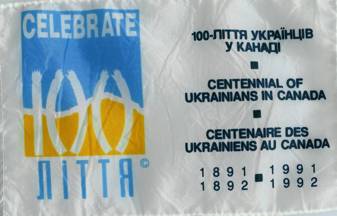 CELEBRATE
100
ЛІТТЯ ©
100-ЛІТТЯ УКРАЇНЦІВ
У КАНАДІ
CENTENNIAL OF
UKRAINIANS IN CANADA
CENTENAIRE DES
UKRAINIENS AU CANADA
1891 ▪ 1991
1892 ▪ 1992